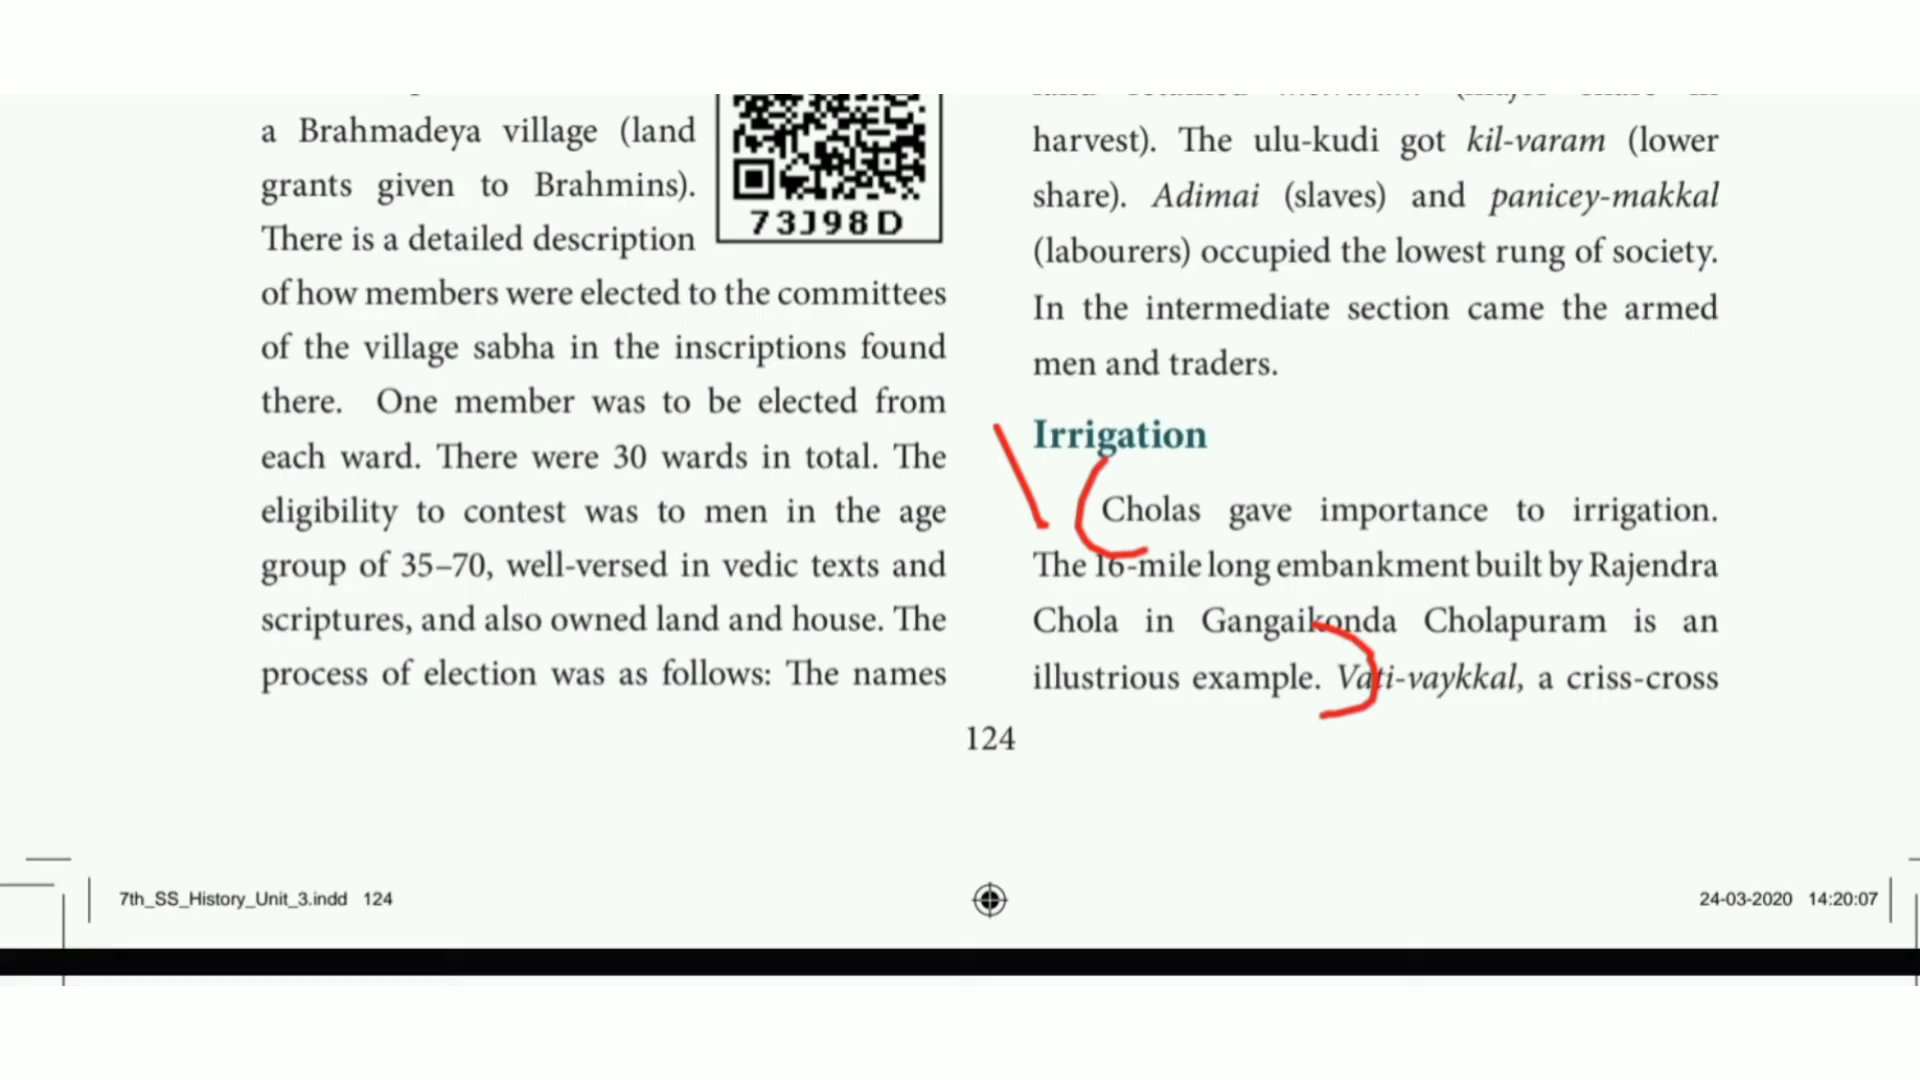 a Brahmadeya village (land
grants given to Brahmins).
There is a detailed description
of how members were elected to the committees
of the village sabha in the inscriptions found
there. One member was to be elected from
each ward. There were 30 wards in total. The
eligibility to contest was to men in the age
group of 35–70, well-versed in vedic texts and
scriptures, and also owned land and house. The
process of election was as follows: The names
73J98D
harvest). The ulu-kudi got kil-varam (lower
share). Adimai (slaves) and panicey-makkal
(labourers) occupied the lowest rung of society.
In the intermediate section came the armed
men and traders.
Irrigation
Cholas gave importance to irrigation.
The 16-mile long embankment built by Rajendra
Chola in Gangaikonda Cholapuram is an
illustrious example. Vati-vaykkal, a criss-cross
124
7th_SS_History_Unit_3.indd 124
24-03-2020 14:20:07